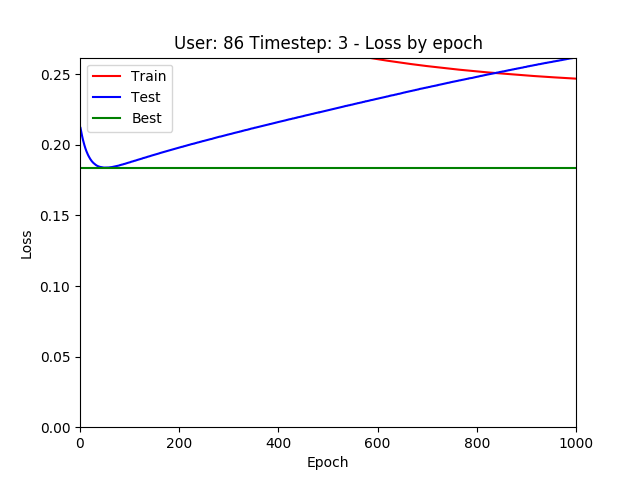 User: 86 Timestep: 3 - Loss by epoch
Train
Test
Best
Loss
0.25
0.20
0.15
0.10
0.05
0.00
0 200 400 600 800 1000
Epoch